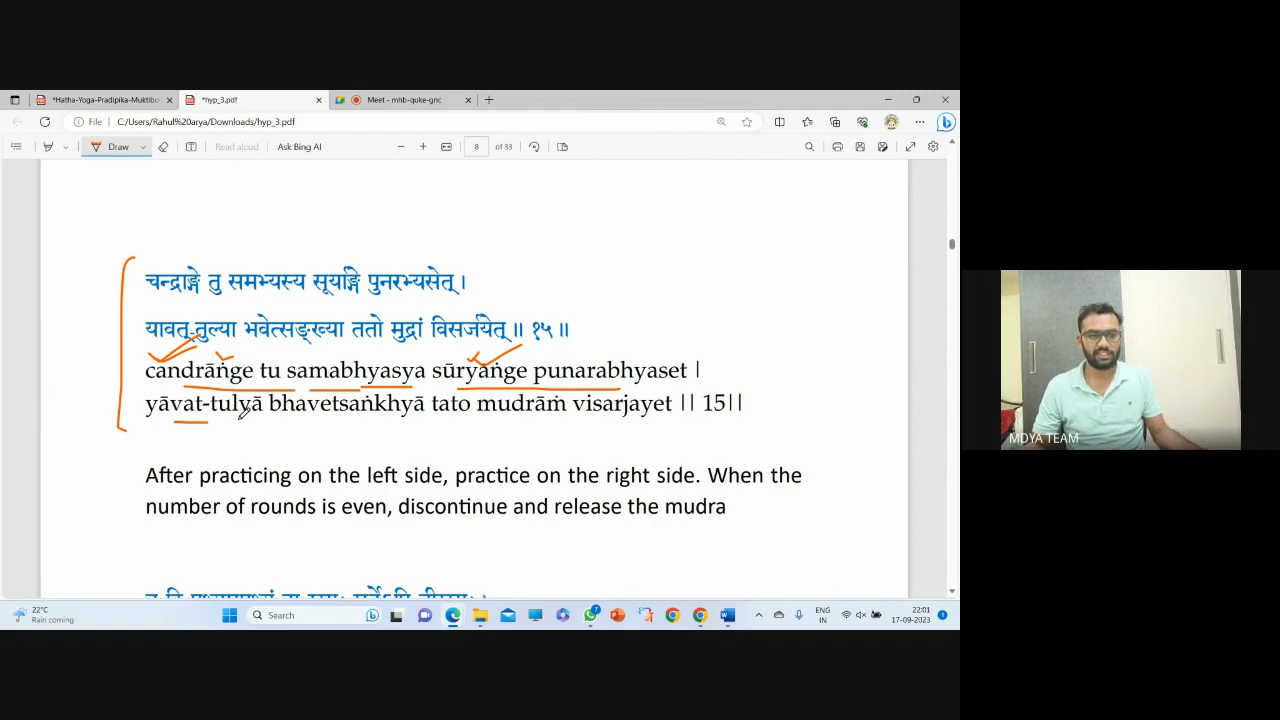 *Hatha-Yoga-Pradipika-Muktibo
*hyp_3.pdf
Meet - mhb-quke-gnc
File
C:/Users/Rahul%20arya/Downloads/hyp_3.pdf
Draw
Read aloud
Ask Bing AI
8
of 33
चन्द्राङ्गे तु समभ्यस्य सूर्याङ्गे पुनरभ्यसेत् ।
यावत्-तुल्या भवेत्सङ्ख्या ततो मुद्रां विसर्जयेत् ॥ १५ ॥
candrāṅge tu samabhyasya sūryaṅge punarabhyaset |
yāvat-tulyā bhavetsaṅkhyā tato mudrāṁ visarjayet || 15||
After practicing on the left side, practice on the right side. When the
number of rounds is even, discontinue and release the mudra
MDYA TEAM
22°C
Rain coming
Search
7
ENG
IN
22:01
17-09-2023
1